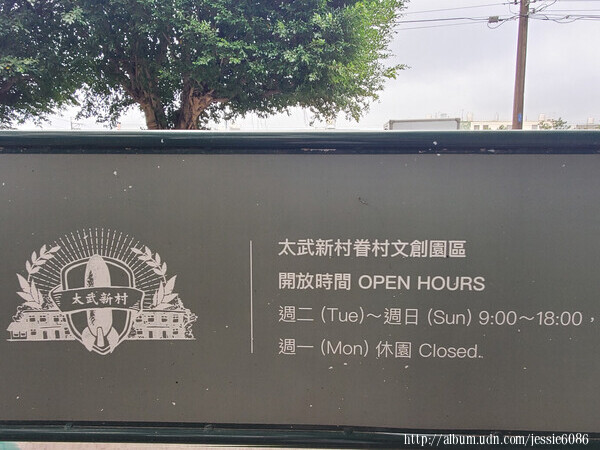 太武新村
太武新村眷村文創園區
開放時間 OPEN HOURS
週二 (Tue)～週日 (Sun) 9:00～18:00，
週一 (Mon) 休園 Closed.
http://album.udn.com/jessie6086